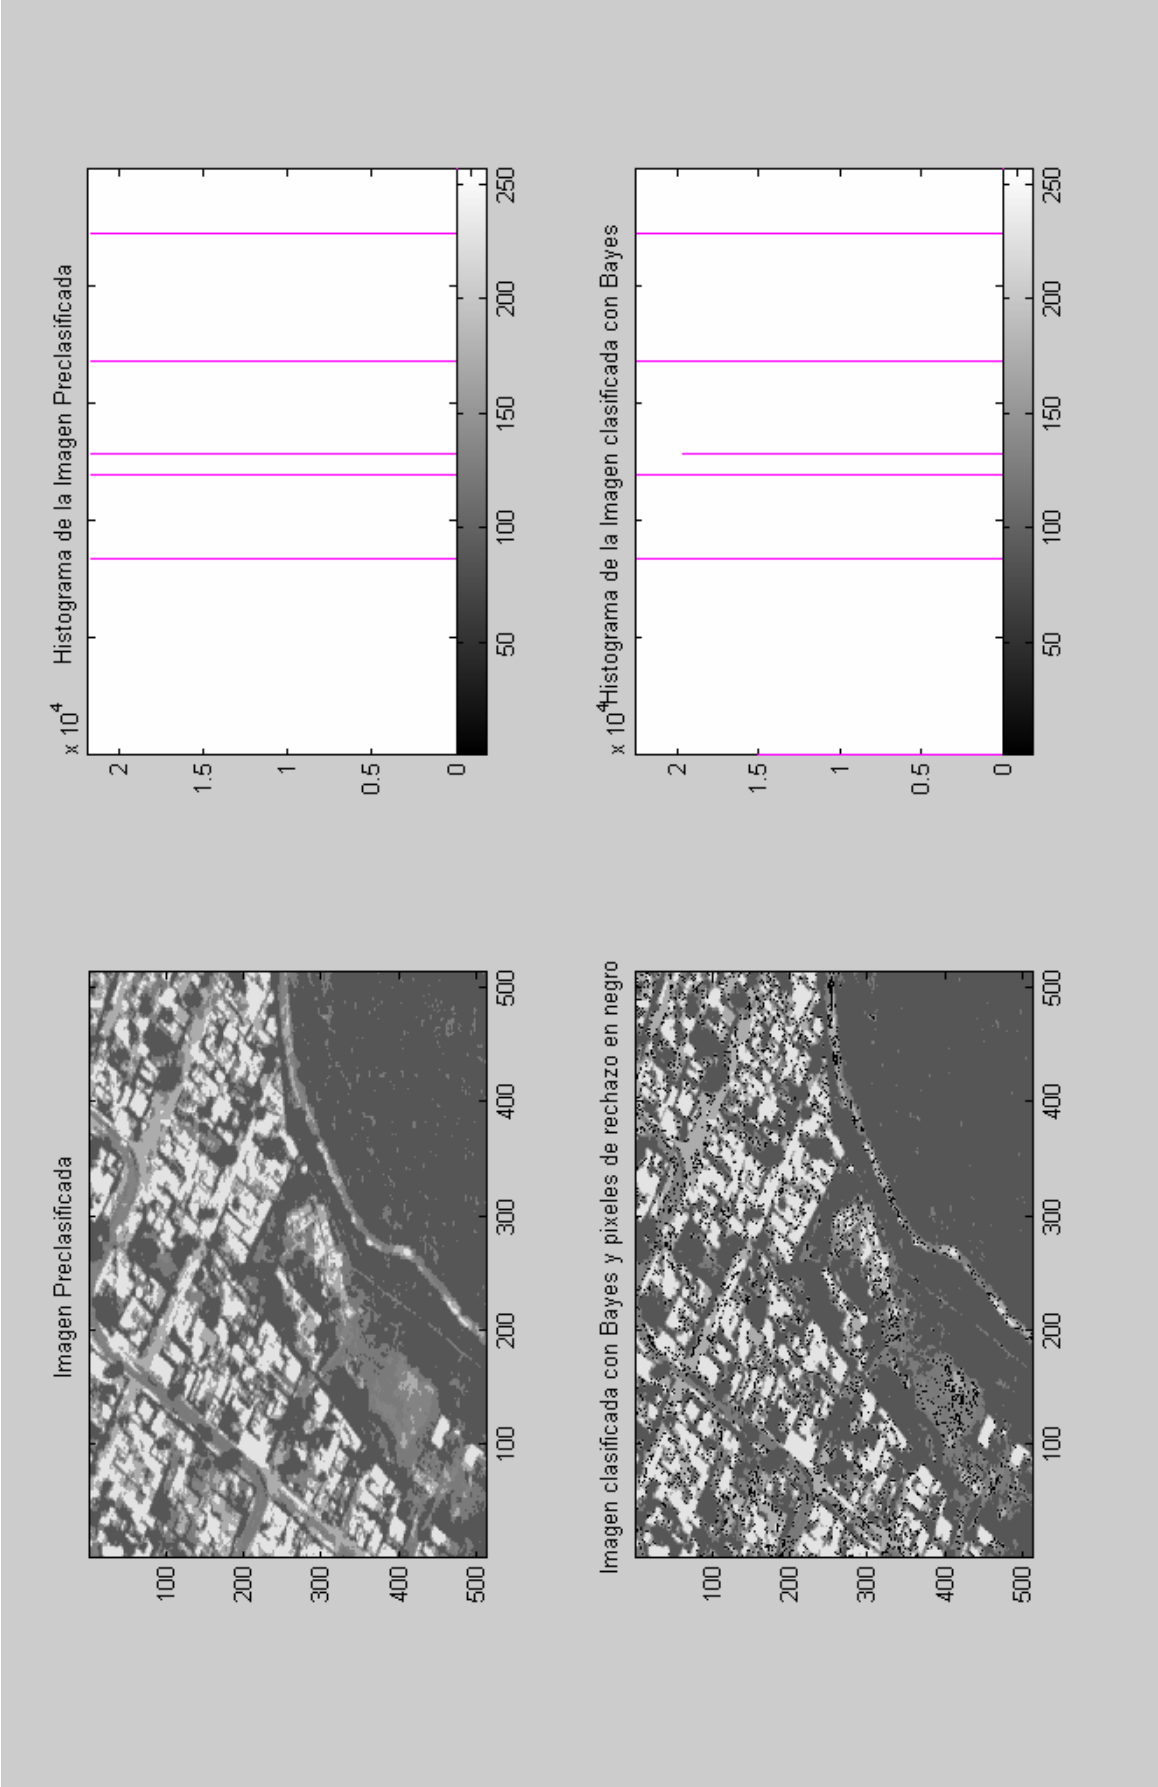 Imagen Preclasificada
100
200
300
400
500
100 200 300 400 500
x 10^4 Histograma de la Imagen Preclasificada
2
1.5
1
0.5
0
50 100 150 200 250
Imagen clasificada con Bayes y pixeles de rechazo en negro
100
200
300
400
500
100 200 300 400 500
x 10^4 Histograma de la Imagen clasificada con Bayes
2
1.5
1
0.5
0
50 100 150 200 250